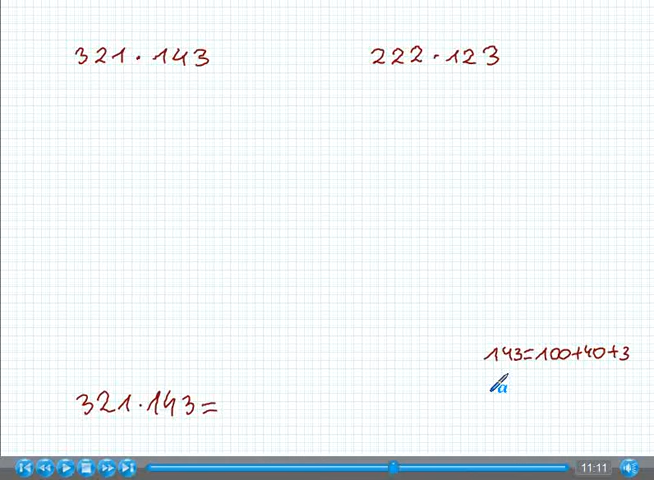 321 · 143
222 · 123
143=100+40+3
321·143=
11:11